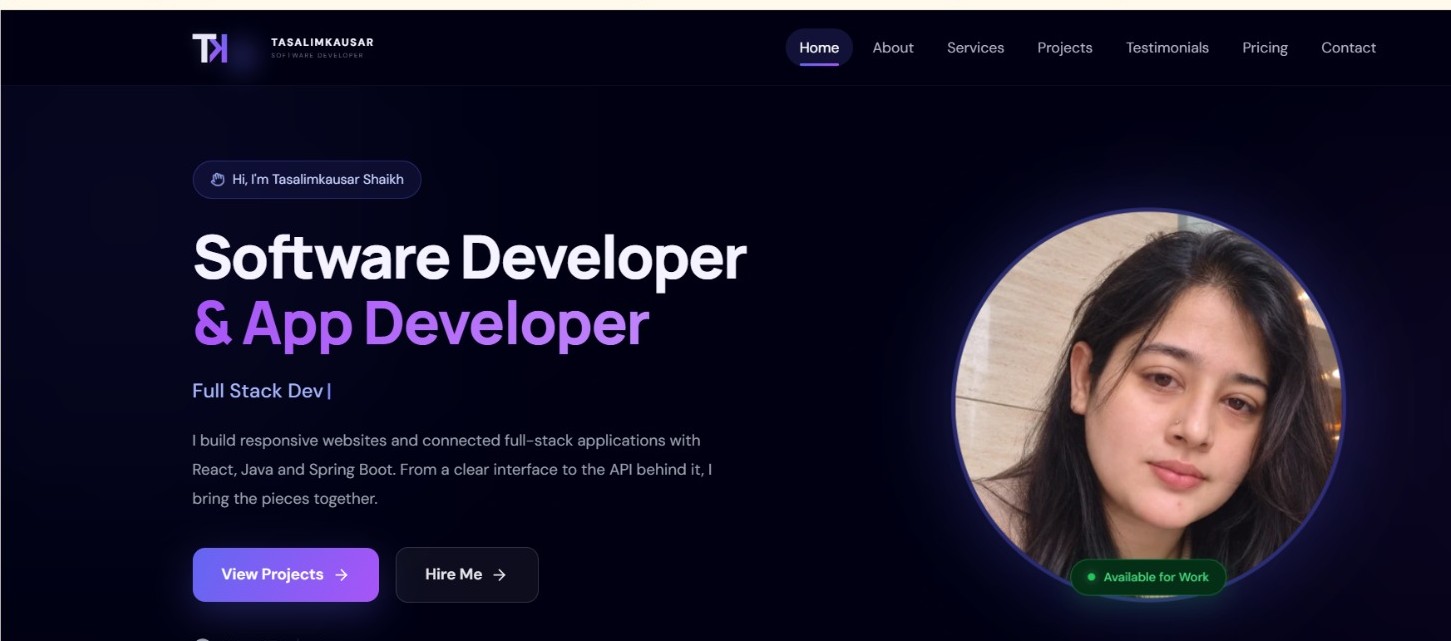 TK
TASALIMKAUSAR
SOFTWARE DEVELOPER
Home About Services Projects Testimonials Pricing Contact
Hi, I'm Tasalimkausar Shaikh
Software Developer
& App Developer
Full Stack Dev|
I build responsive websites and connected full-stack applications with
React, Java and Spring Boot. From a clear interface to the API behind it, I
bring the pieces together.
View Projects →
Hire Me →
Available for Work